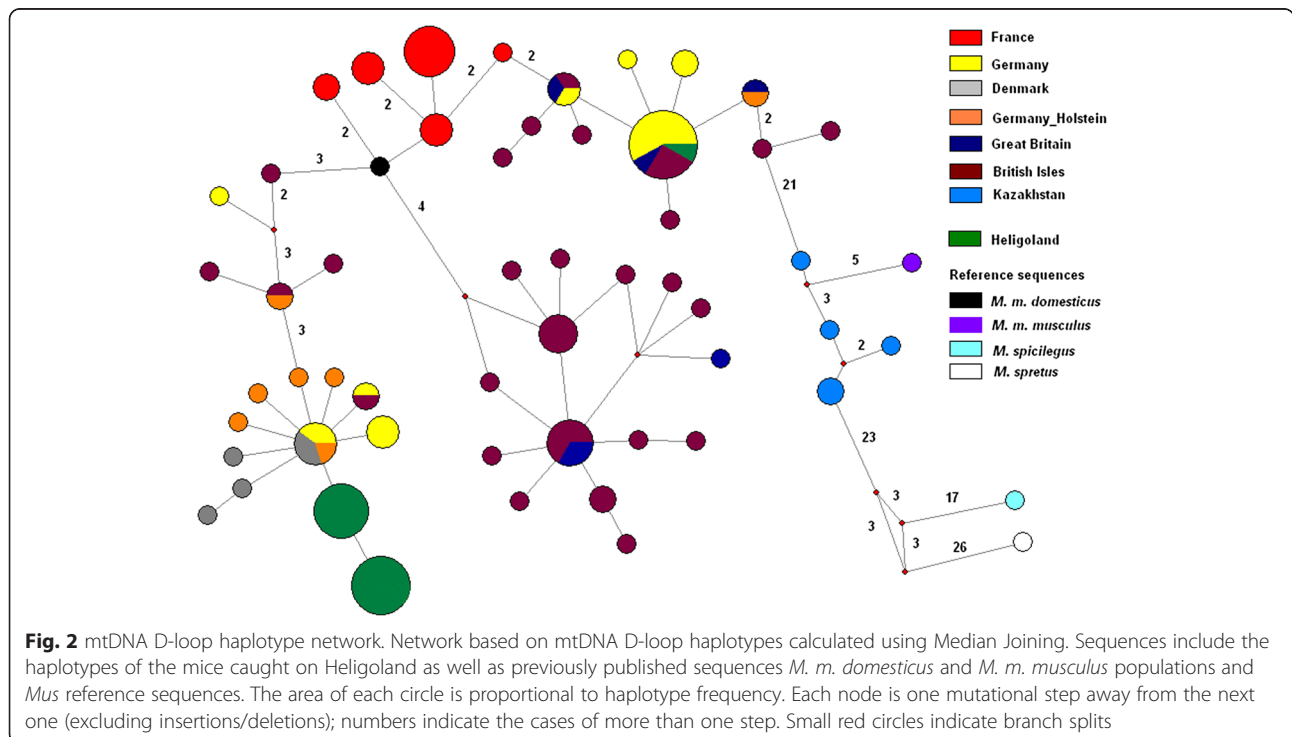 France
Germany
Denmark
Germany_Holstein
Great Britain
British Isles
Kazakhstan
Heligoland
Reference sequences
M. m. domesticus
M. m. musculus
M. spicilegus
M. spretus
2
2
2
2
3
2
3
3
4
2
21
5
3
2
23
3
17
3
3
26
Fig. 2 mtDNA D-loop haplotype network. Network based on mtDNA D-loop haplotypes calculated using Median Joining. Sequences include the
haplotypes of the mice caught on Heligoland as well as previously published sequences M. m. domesticus and M. m. musculus populations and
Mus reference sequences. The area of each circle is proportional to haplotype frequency. Each node is one mutational step away from the next
one (excluding insertions/deletions); numbers indicate the cases of more than one step. Small red circles indicate branch splits